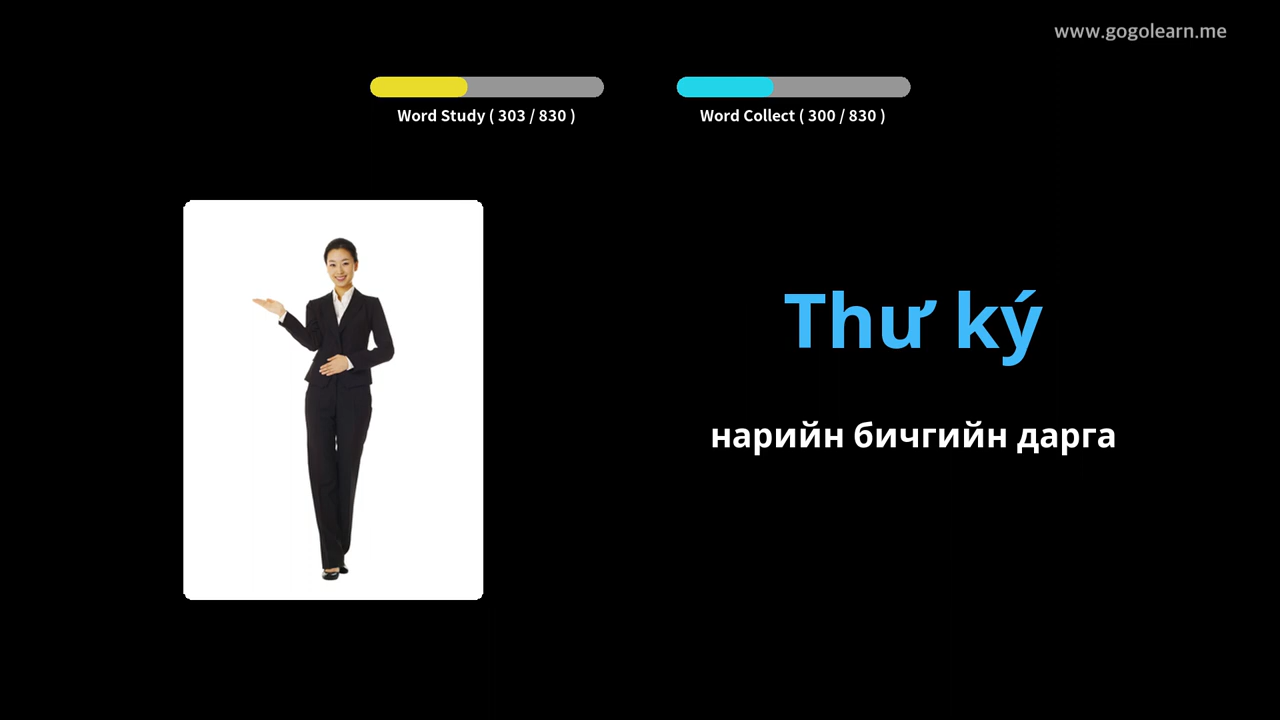 www.gogolearn.me
Word Study ( 303 / 830 )
Word Collect ( 300 / 830 )
Thư ký
нарийн бичгийн дарга